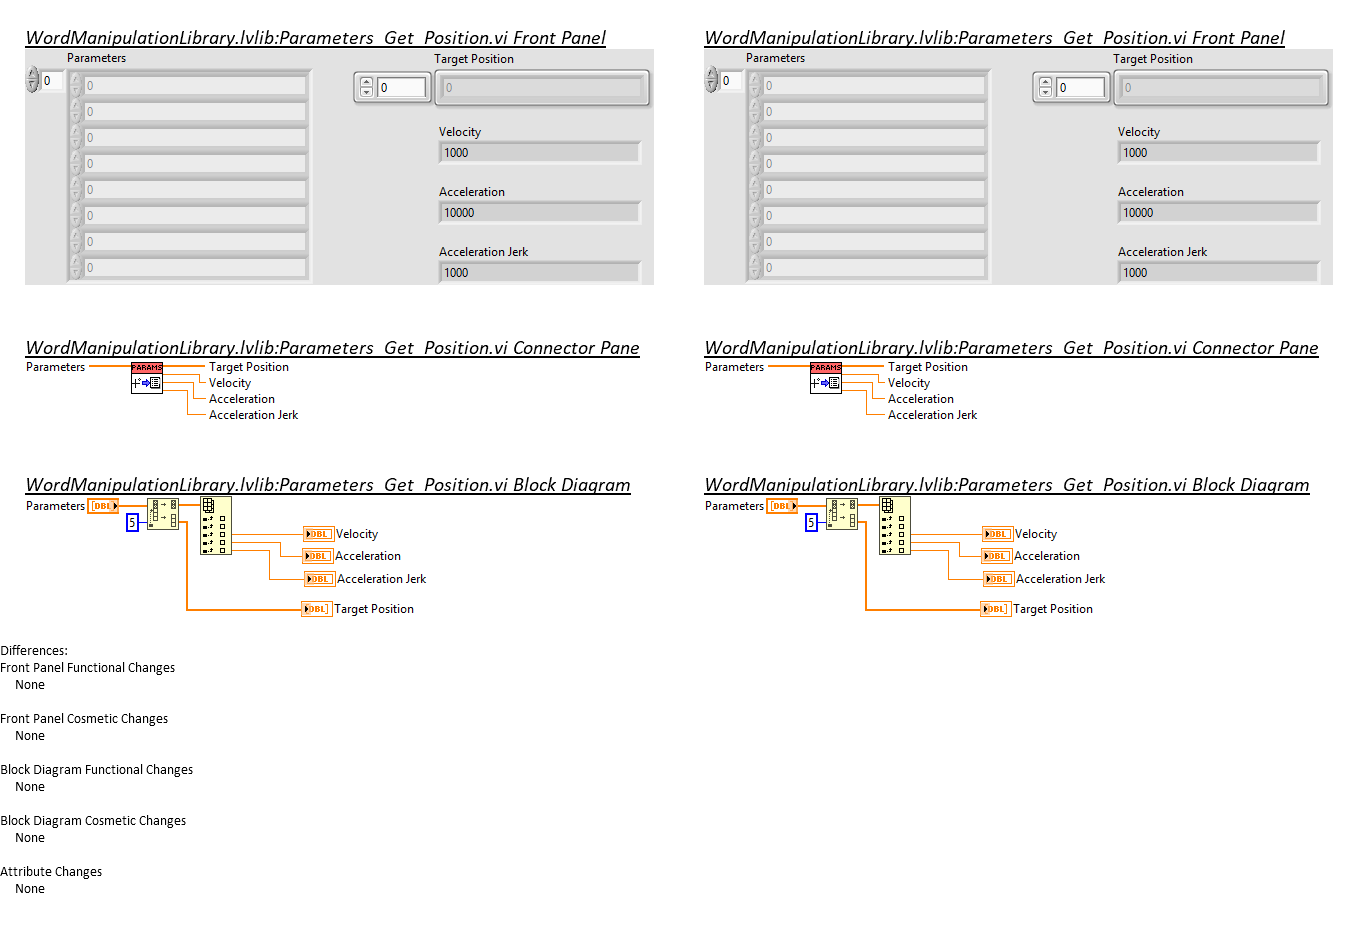 WordManipulationLibrary.lvlib:Parameters_Get_Position.vi Front Panel
Parameters
Target Position
0
0
0
0
0
0
0
0
0
0
0
Velocity
1000
Acceleration
10000
Acceleration Jerk
1000
WordManipulationLibrary.lvlib:Parameters_Get_Position.vi Front Panel
Parameters
Target Position
0
0
0
0
0
0
0
0
0
0
0
Velocity
1000
Acceleration
10000
Acceleration Jerk
1000
WordManipulationLibrary.lvlib:Parameters_Get_Position.vi Connector Pane
Parameters
PARAMS
Target Position
Velocity
Acceleration
Acceleration Jerk
WordManipulationLibrary.lvlib:Parameters_Get_Position.vi Connector Pane
Parameters
PARAMS
Target Position
Velocity
Acceleration
Acceleration Jerk
WordManipulationLibrary.lvlib:Parameters_Get_Position.vi Block Diagram
Parameters [DBL]
5
DBL Velocity
DBL Acceleration
DBL Acceleration Jerk
[DBL] Target Position
WordManipulationLibrary.lvlib:Parameters_Get_Position.vi Block Diagram
Parameters [DBL]
5
DBL Velocity
DBL Acceleration
DBL Acceleration Jerk
[DBL] Target Position
Differences:
Front Panel Functional Changes
None
Front Panel Cosmetic Changes
None
Block Diagram Functional Changes
None
Block Diagram Cosmetic Changes
None
Attribute Changes
None